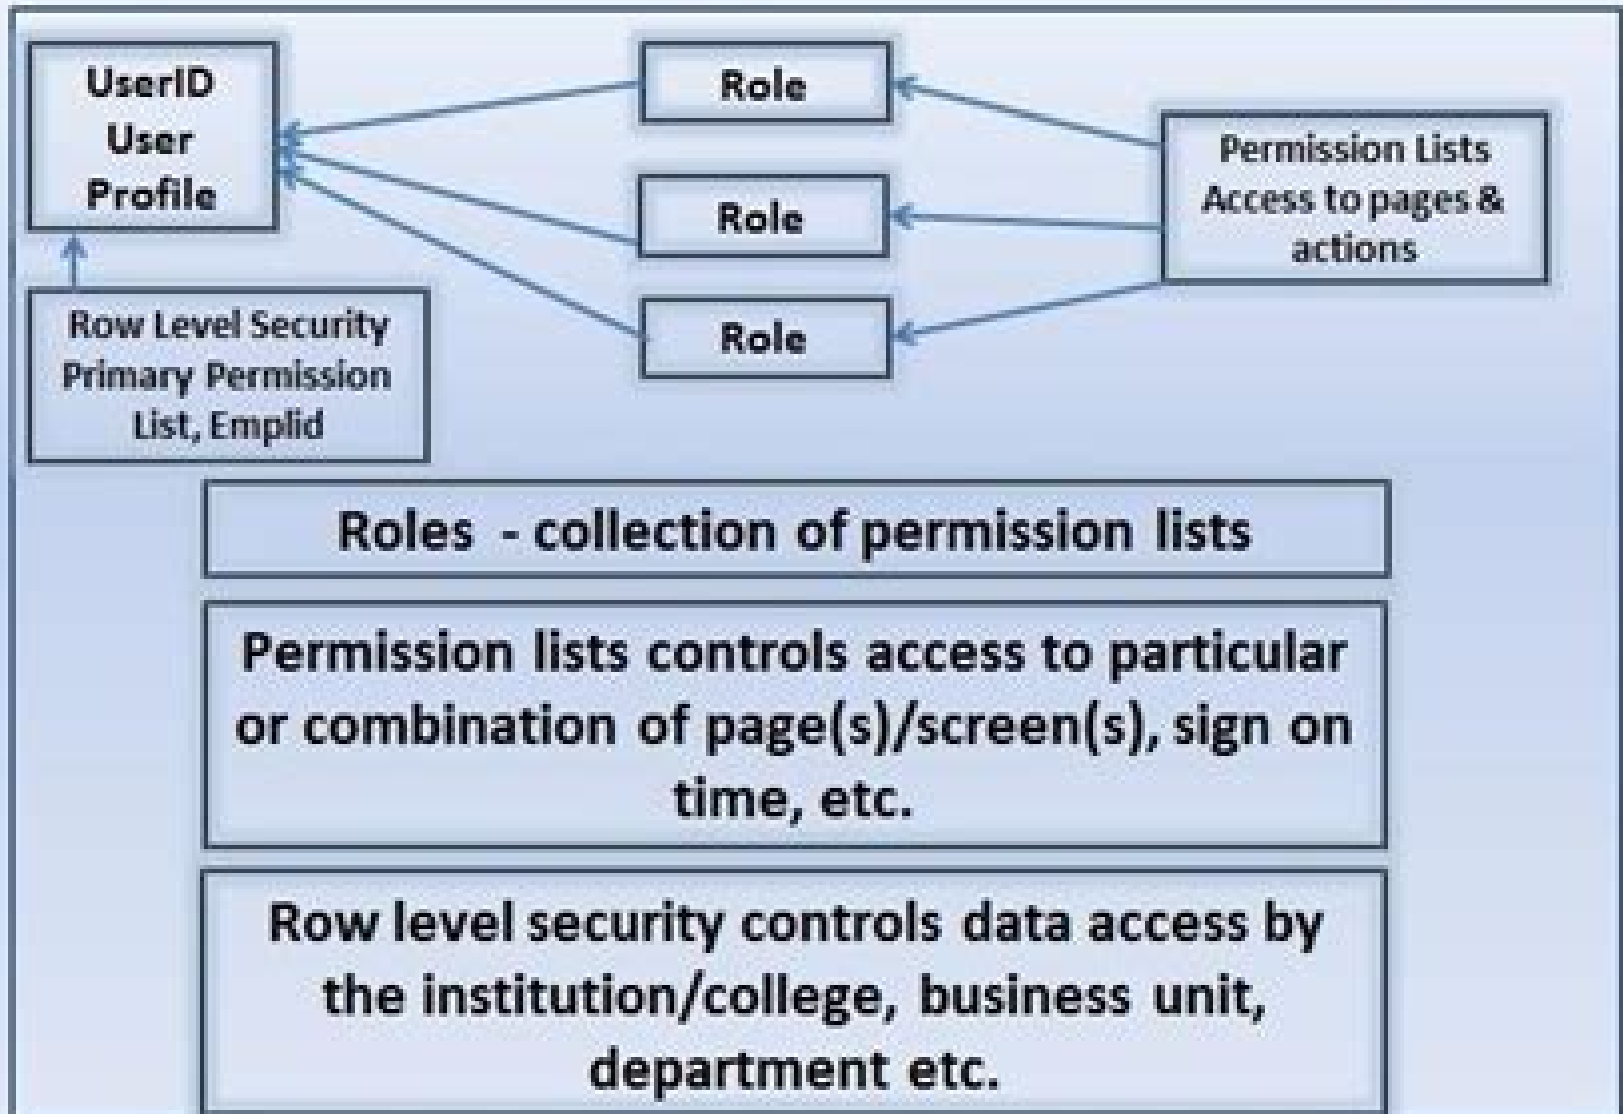 UserID
User
Profile
Role
Role
Role
Permission Lists
Access to pages &
actions
Row Level Security
Primary Permission
List, Emplid
Roles - collection of permission lists
Permission lists controls access to particular
or combination of page(s)/screen(s), sign on
time, etc.
Row level security controls data access by
the institution/college, business unit,
department etc.